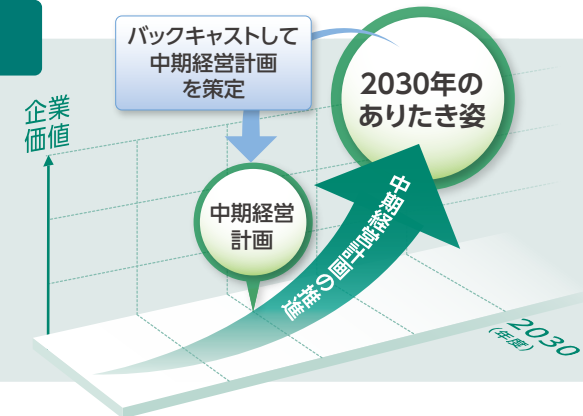 バックキャストして
中期経営計画
を策定
2030年の
ありたき姿
企業
価値
中期経営
計画
中期経営計画の推進
2030
(年度)